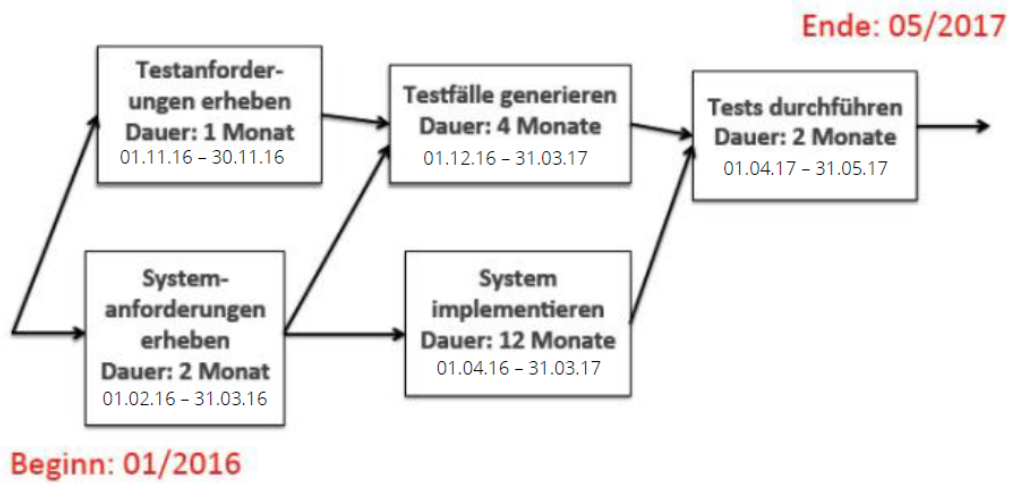 Ende: 05/2017
Testanforder-
ungen erheben
Dauer: 1 Monat
01.11.16 – 30.11.16
Testfälle generieren
Dauer: 4 Monate
01.12.16 – 31.03.17
Tests durchführen
Dauer: 2 Monate
01.04.17 – 31.05.17
System-
anforderungen
erheben
Dauer: 2 Monat
01.02.16 – 31.03.16
System
implementieren
Dauer: 12 Monate
01.04.16 – 31.03.17
Beginn: 01/2016